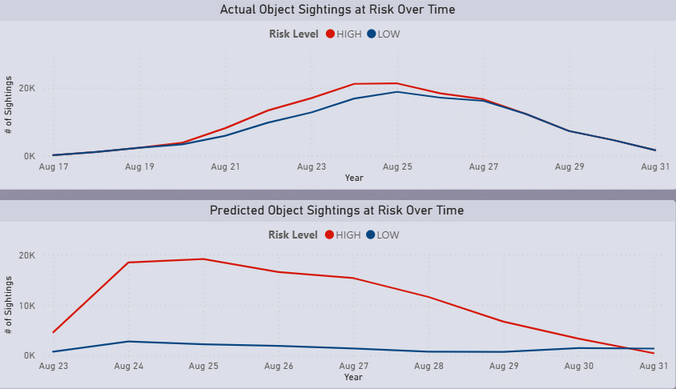 Actual Object Sightings at Risk Over Time
Risk Level HIGH LOW
# of Sightings
20K
0K
Aug 17 Aug 19 Aug 21 Aug 23 Aug 25 Aug 27 Aug 29 Aug 31
Year
Predicted Object Sightings at Risk Over Time
Risk Level HIGH LOW
# of Sightings
20K
10K
0K
Aug 23 Aug 24 Aug 25 Aug 26 Aug 27 Aug 28 Aug 29 Aug 30 Aug 31
Year